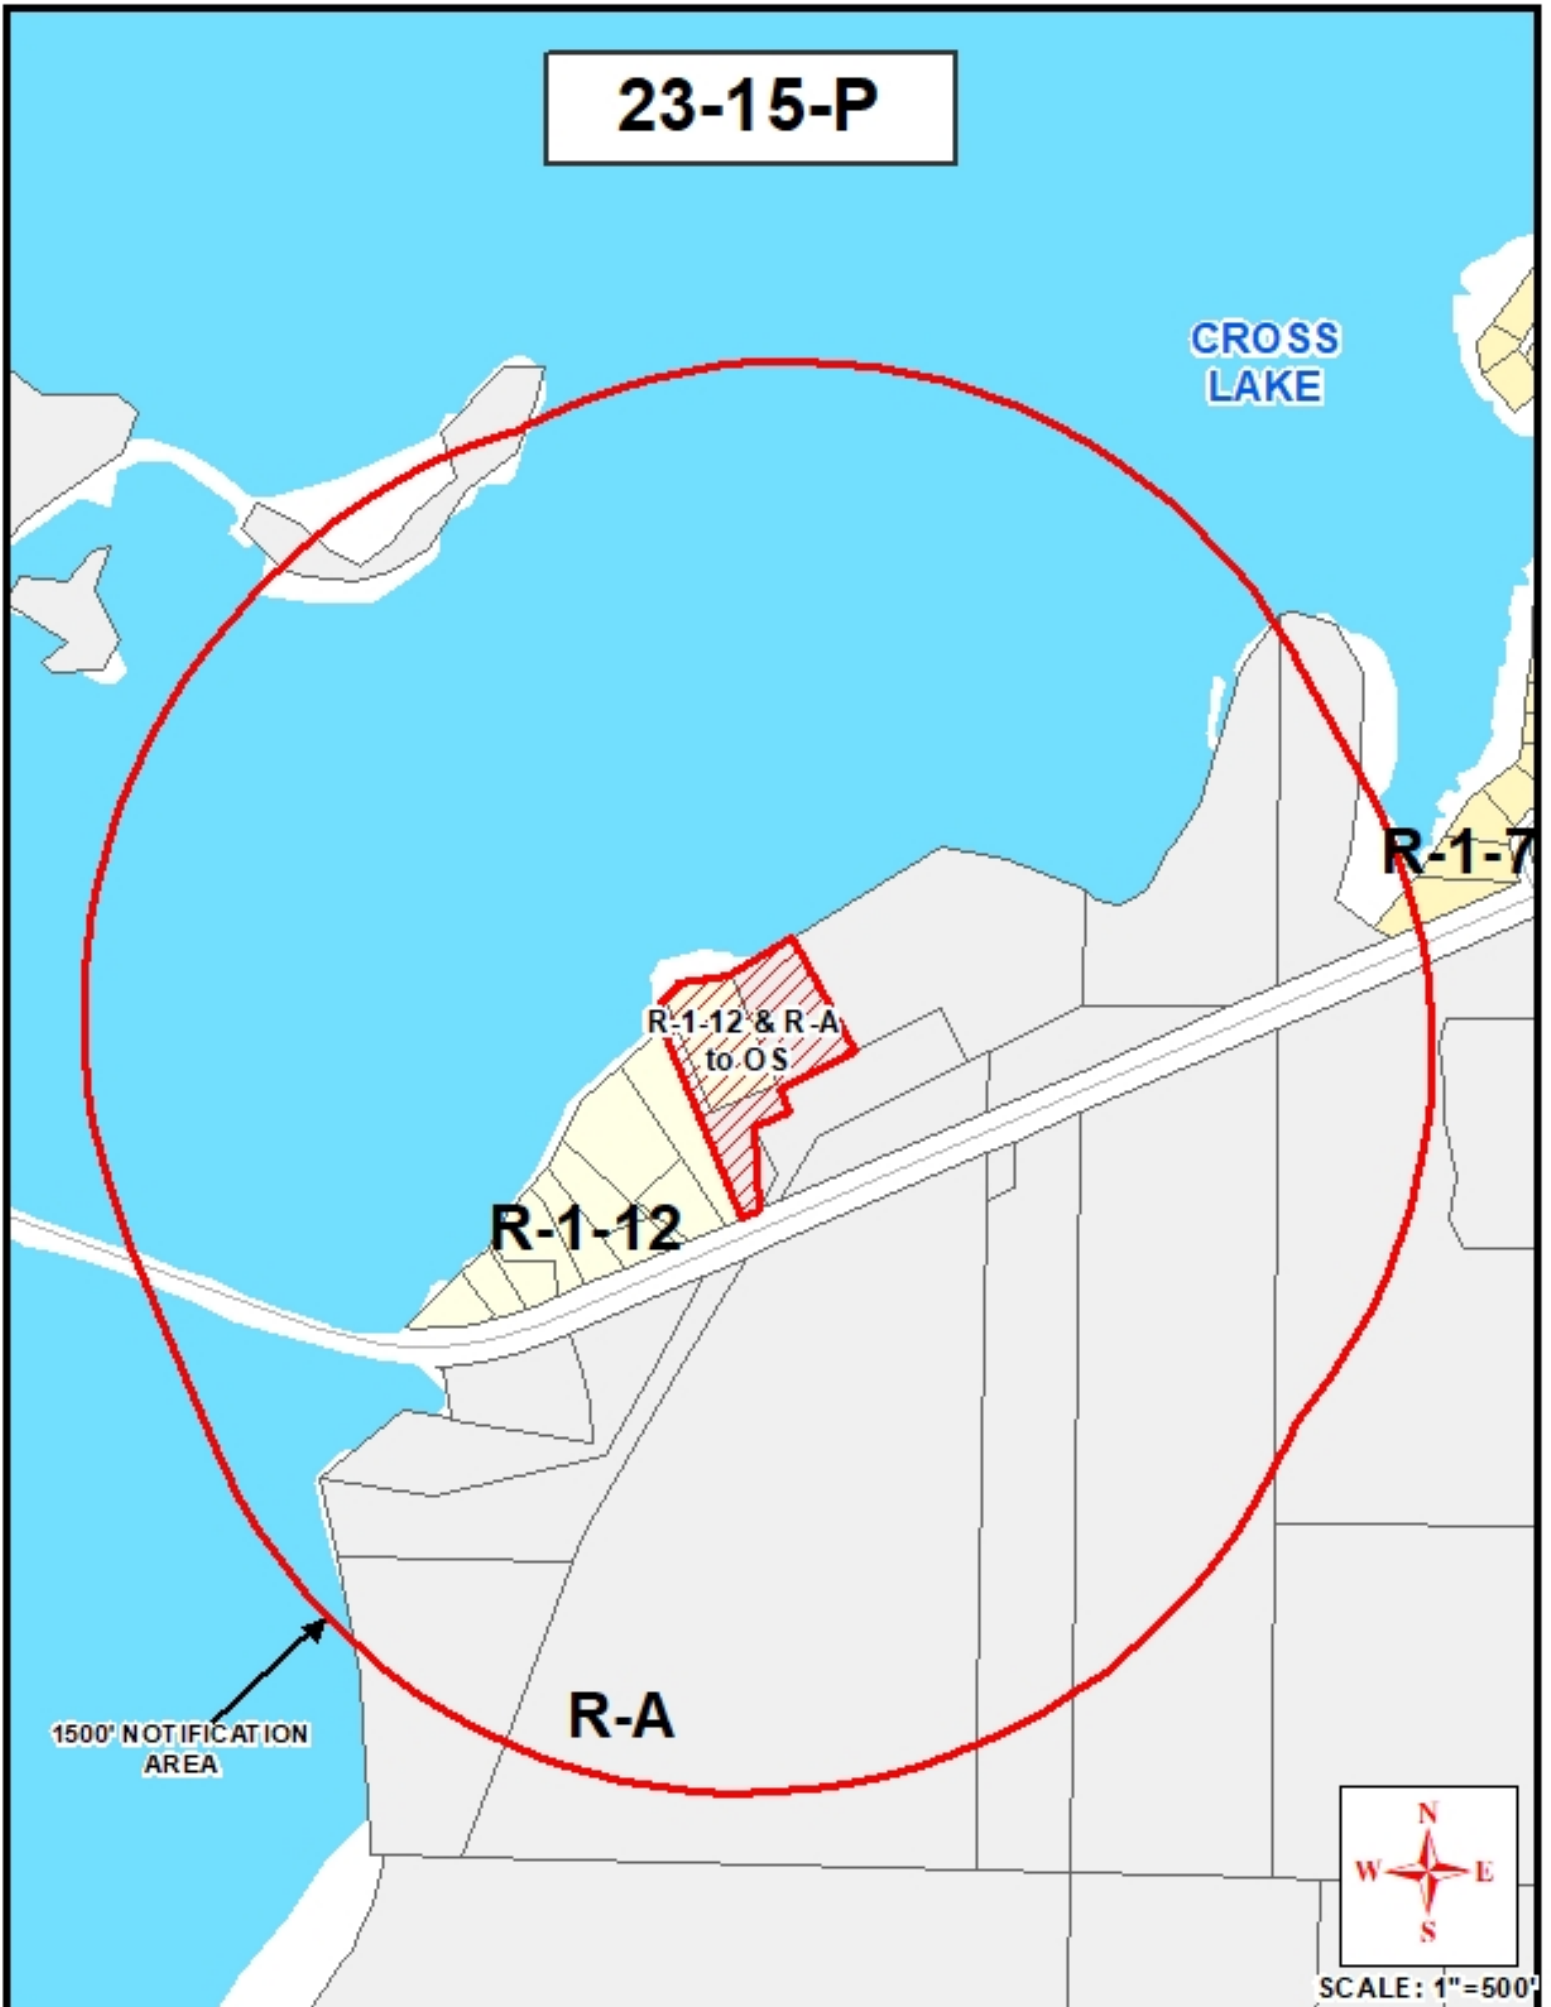 23-15-P
CROSS
LAKE
R-1-7
R-1-12 & R-A
to OS
R-1-12
1500' NOTIFICATION
AREA
R-A
N
W E
S
SCALE: 1"=500'